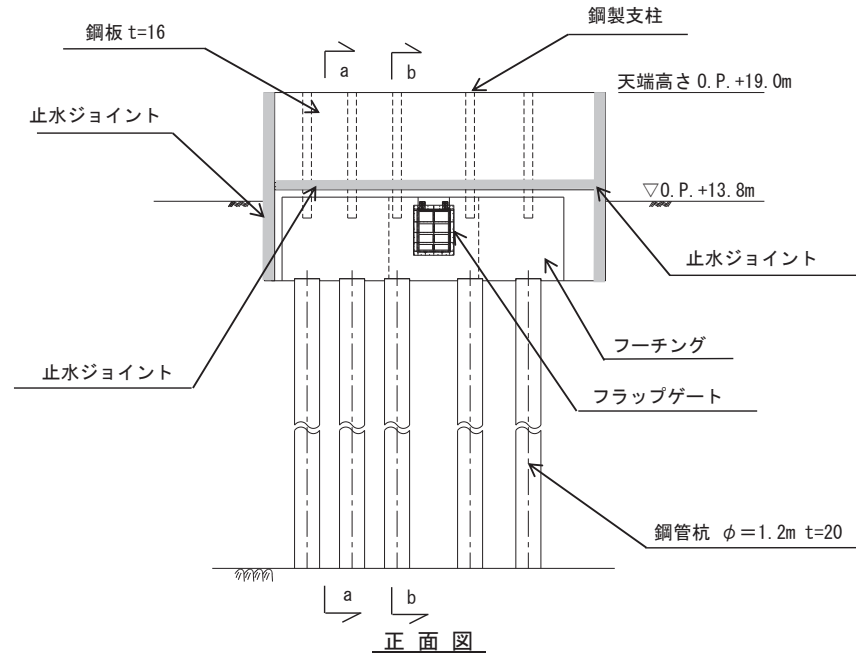 鋼製支柱
鋼板 t=16
a
b
天端高さ O.P.+19.0m
止水ジョイント
▽O.P.+13.8m
止水ジョイント
フーチング
止水ジョイント
フラップゲート
鋼管杭 φ=1.2m t=20
a
b
正面図